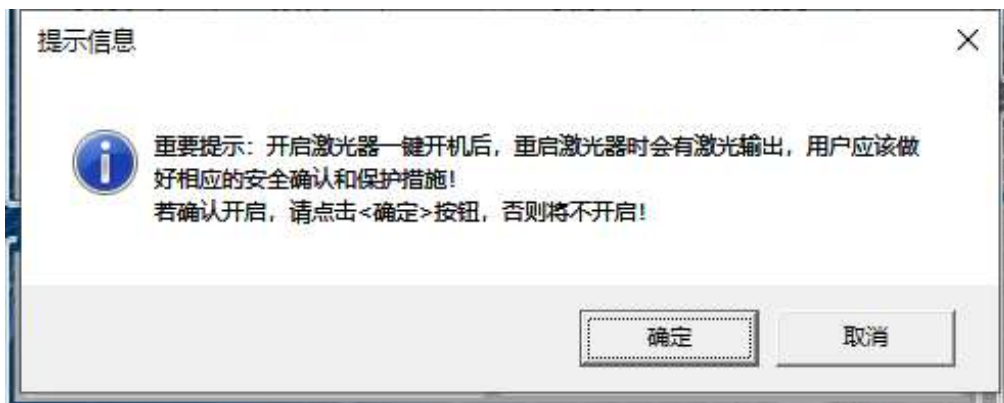 提示信息
重要提示：开启激光器一键开机后，重启激光器时会有激光输出，用户应该做
好相应的安全确认和保护措施！
若确认开启，请点击<确定>按钮，否则将不开启！
确定
取消